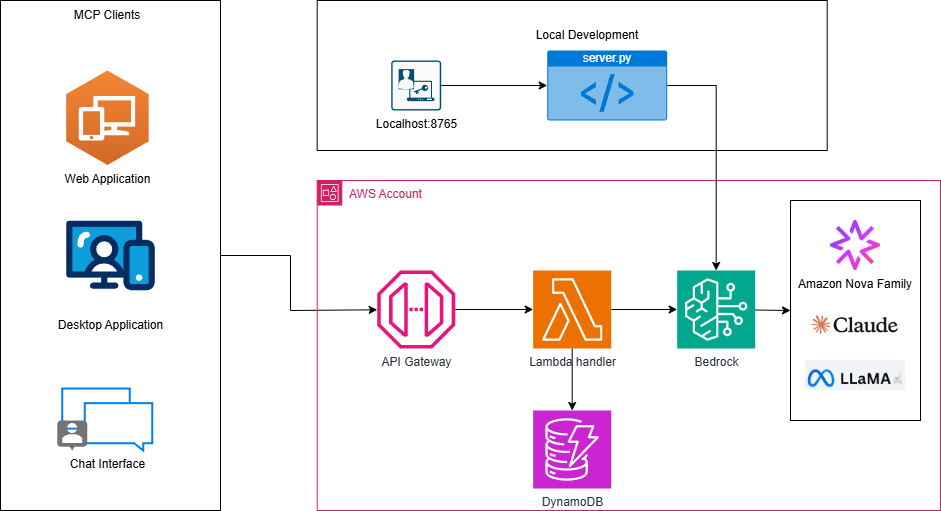 MCP Clients
Web Application
Desktop Application
Chat Interface
Local Development
server.py
</>
Localhost:8765
AWS Account
API Gateway
Lambda handler
Bedrock
DynamoDB
Amazon Nova Family
Claude
LLaMA